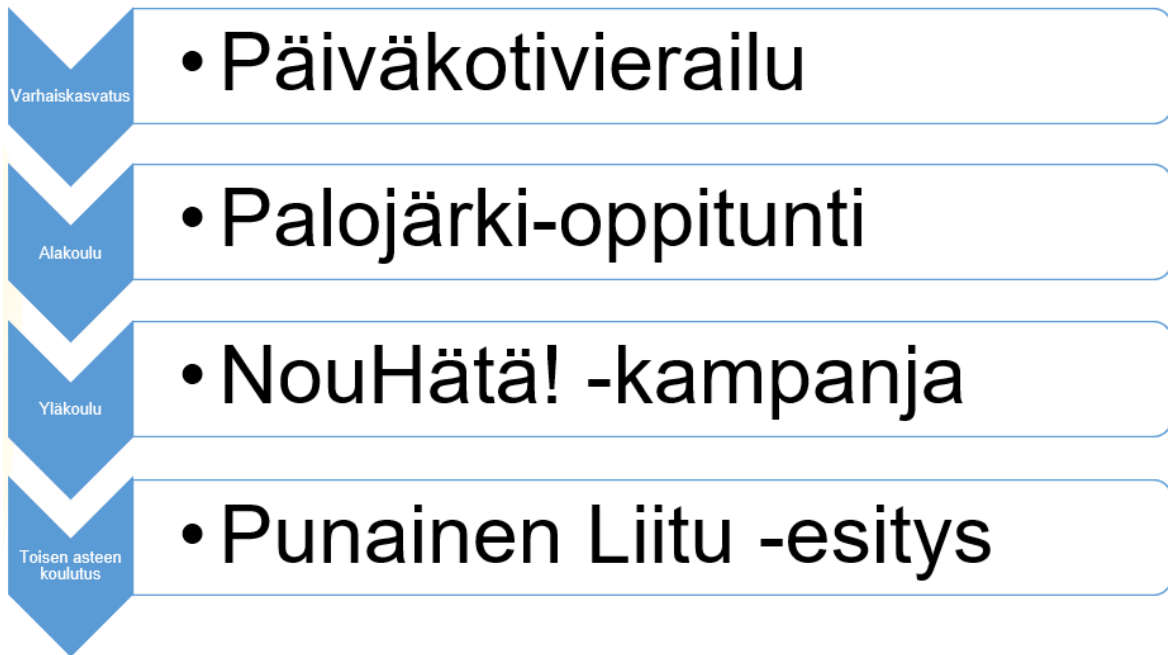 Varhaiskasvatus
• Päiväkotivierailu
Alakoulu
• Palojärki-oppitunti
Yläkoulu
• NouHätä! -kampanja
Toisen asteen
koulutus
• Punainen Liitu -esitys